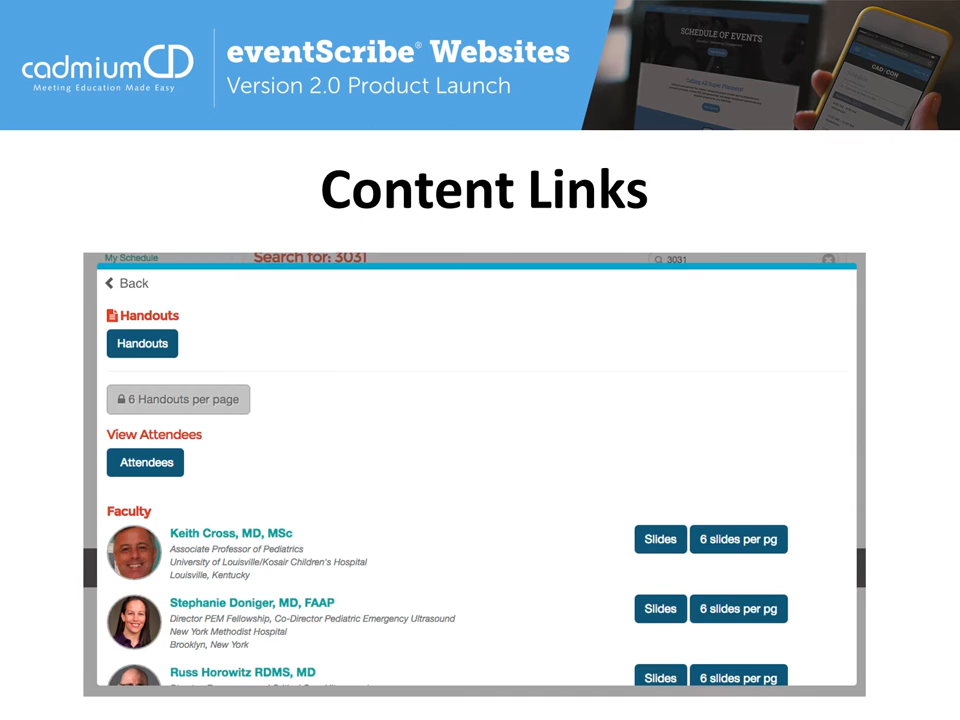 cadmiumCD
Meeting Education Made Easy
eventScribe® Websites
Version 2.0 Product Launch
SCHEDULE OF EVENTS
CADCON
Content Links
My Schedule
Search for: 3031
3031
Back
Handouts
Handouts
6 Handouts per page
View Attendees
Attendees
Faculty
Keith Cross, MD, MSc
Associate Professor of Pediatrics
University of Louisville/Kosair Children's Hospital
Louisville, Kentucky
Slides
6 slides per pg
Stephanie Doniger, MD, FAAP
Director PEM Fellowship, Co-Director Pediatric Emergency Ultrasound
New York Methodist Hospital
Brooklyn, New York
Slides
6 slides per pg
Russ Horowitz RDMS, MD
Slides
6 slides per pg